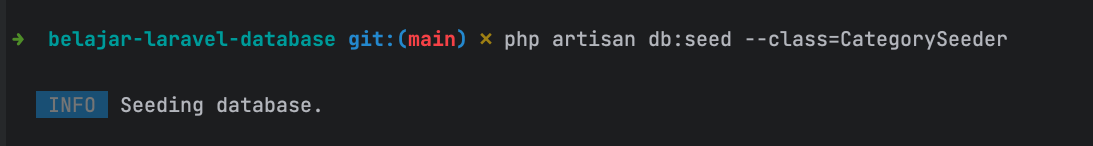 ➜ belajar-laravel-database git:(main) ✗ php artisan db:seed --class=CategorySeeder
INFO Seeding database.